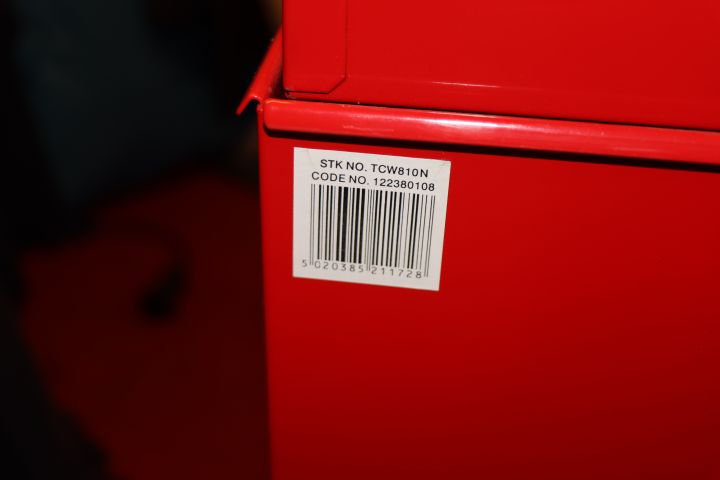 STK NO. TCW810N
CODE NO. 122380108
5 020385 211728